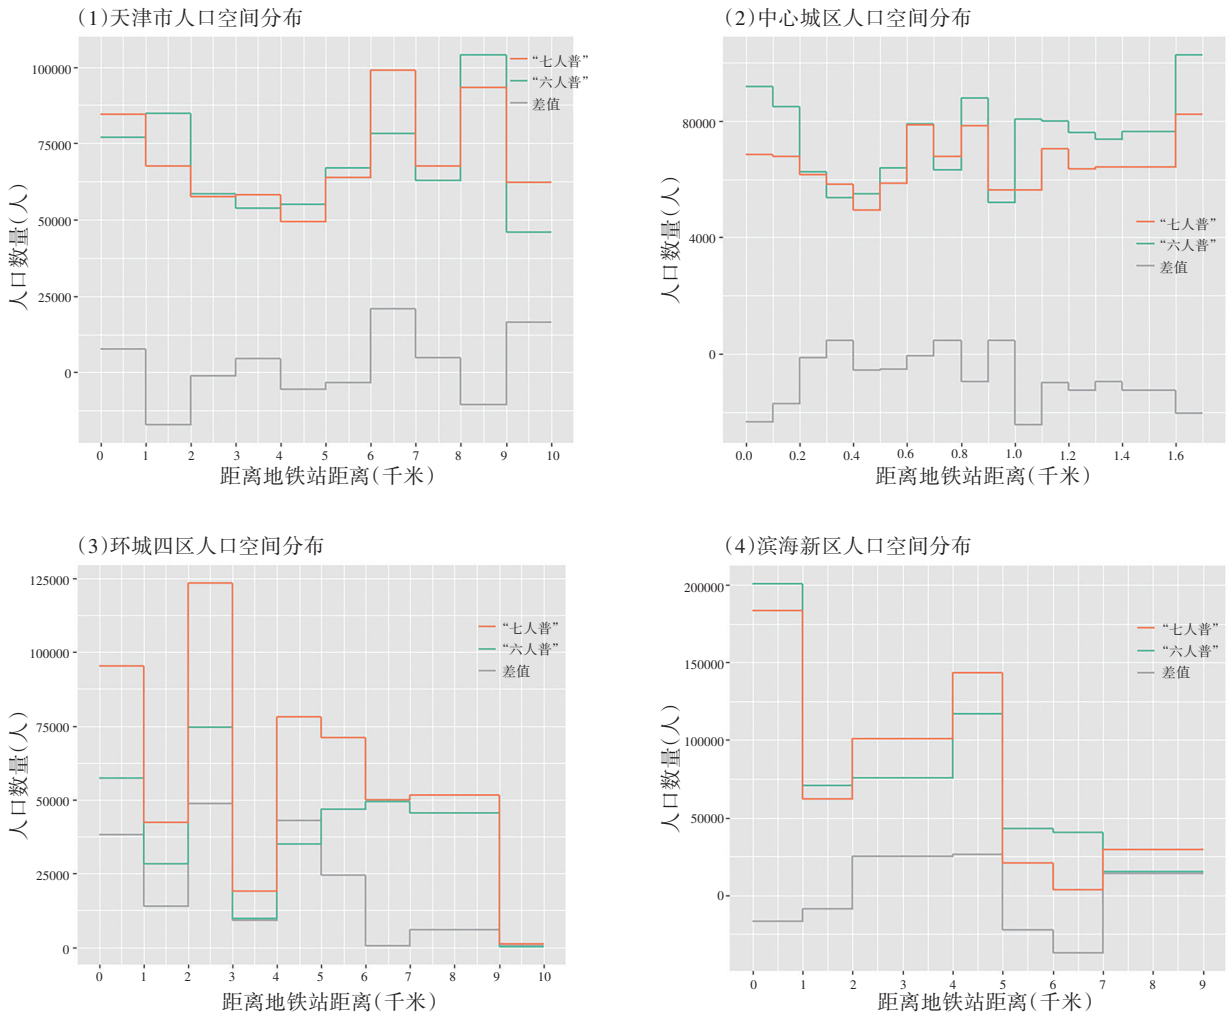 (1)天津市人口空间分布
人口数量(人)
100000
75000
50000
25000
0
“七人普”
“六人普”
差值
0 1 2 3 4 5 6 7 8 9 10
距离地铁站距离(千米)
(2)中心城区人口空间分布
人口数量(人)
80000
4000
0
“七人普”
“六人普”
差值
0.0 0.2 0.4 0.6 0.8 1.0 1.2 1.4 1.6
距离地铁站距离(千米)
(3)环城四区人口空间分布
人口数量(人)
125000
100000
75000
50000
25000
0
“七人普”
“六人普”
差值
0 1 2 3 4 5 6 7 8 9 10
距离地铁站距离(千米)
(4)滨海新区人口空间分布
人口数量(人)
200000
150000
100000
50000
0
“七人普”
“六人普”
差值
0 1 2 3 4 5 6 7 8 9
距离地铁站距离(千米)